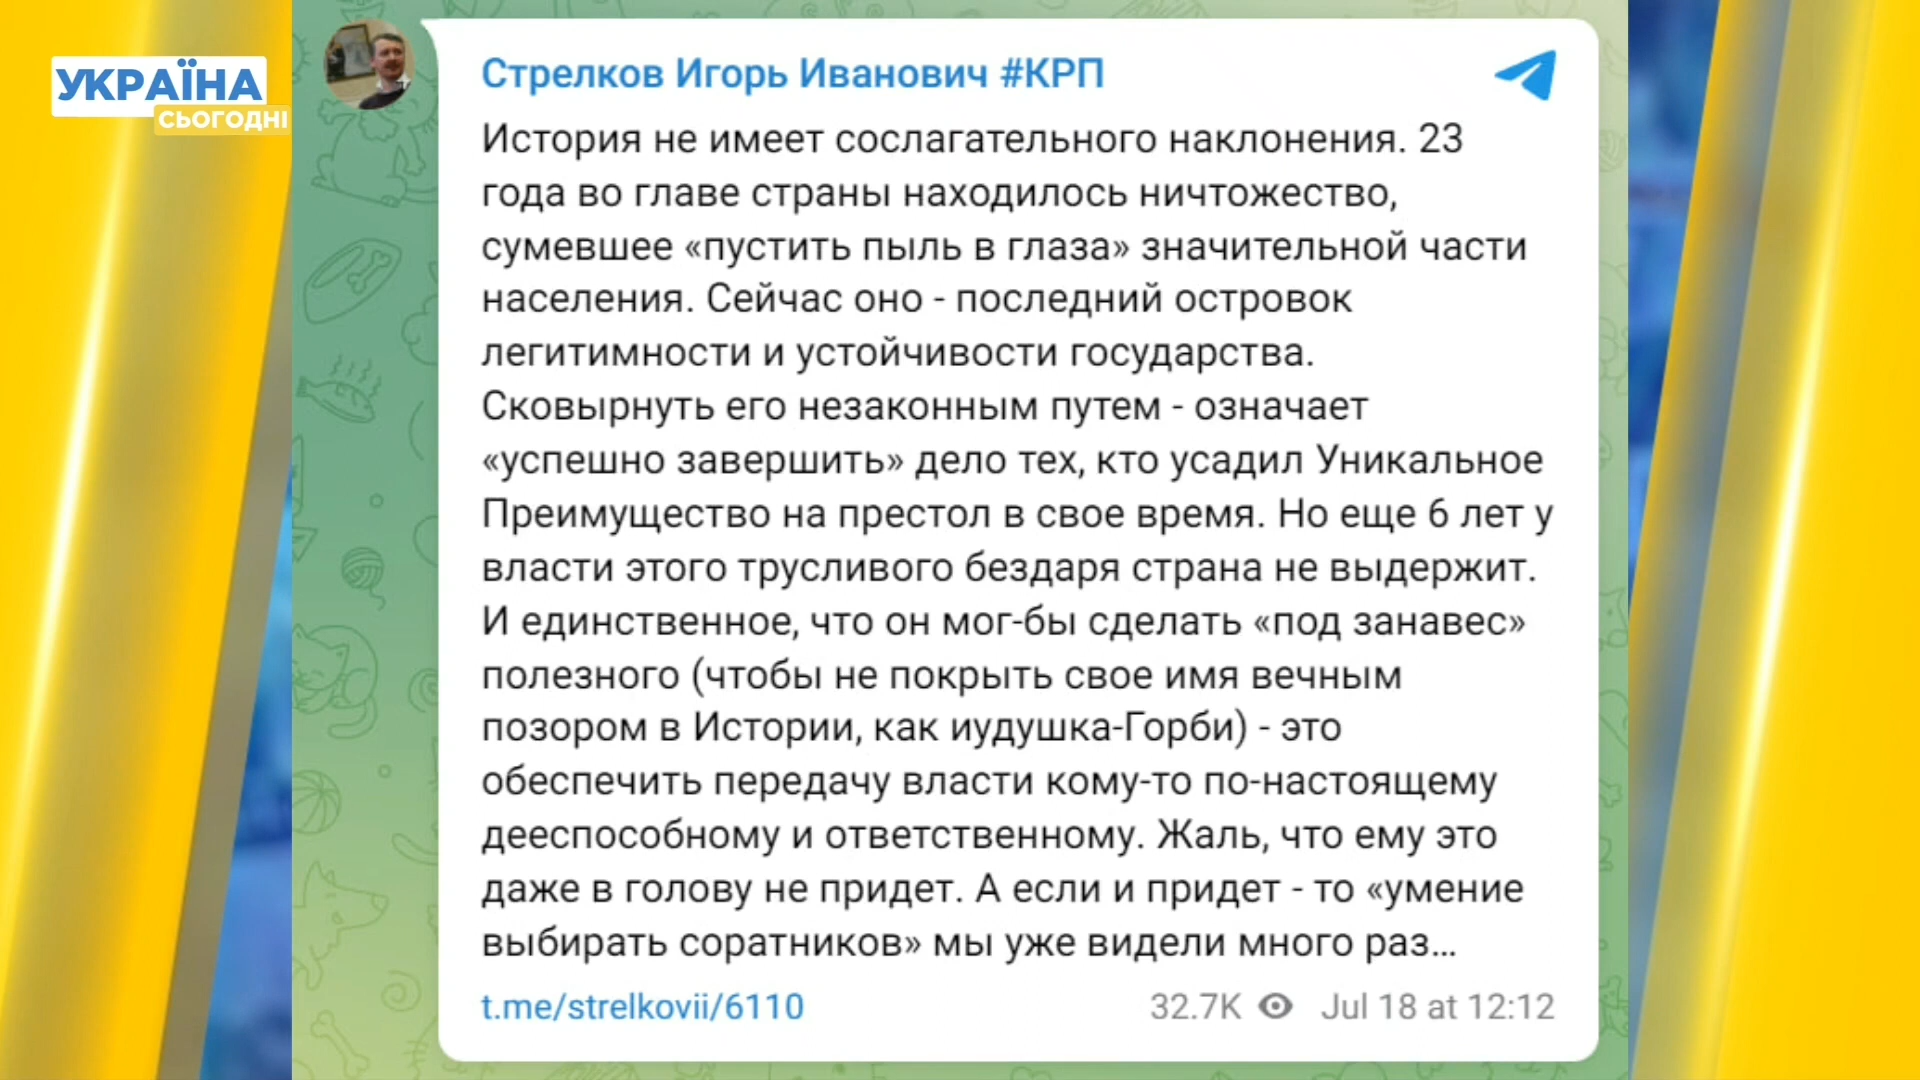 УКРАЇНА
СЬОГОДНІ
Стрелков Игорь Иванович #КРП
История не имеет сослагательного наклонения. 23
года во главе страны находилось ничтожество,
сумевшее «пустить пыль в глаза» значительной части
населения. Сейчас оно - последний островок
легитимности и устойчивости государства.
Сковырнуть его незаконным путем - означает
«успешно завершить» дело тех, кто усадил Уникальное
Преимущество на престол в свое время. Но еще 6 лет у
власти этого трусливого бездаря страна не выдержит.
И единственное, что он мог-бы сделать «под занавес»
полезного (чтобы не покрыть свое имя вечным
позором в Истории, как иудушка-Горби) - это
обеспечить передачу власти кому-то по-настоящему
дееспособному и ответственному. Жаль, что ему это
даже в голову не придет. А если и придет - то «умение
выбирать соратников» мы уже видели много раз...
t.me/strelkovii/6110 32.7K Jul 18 at 12:12